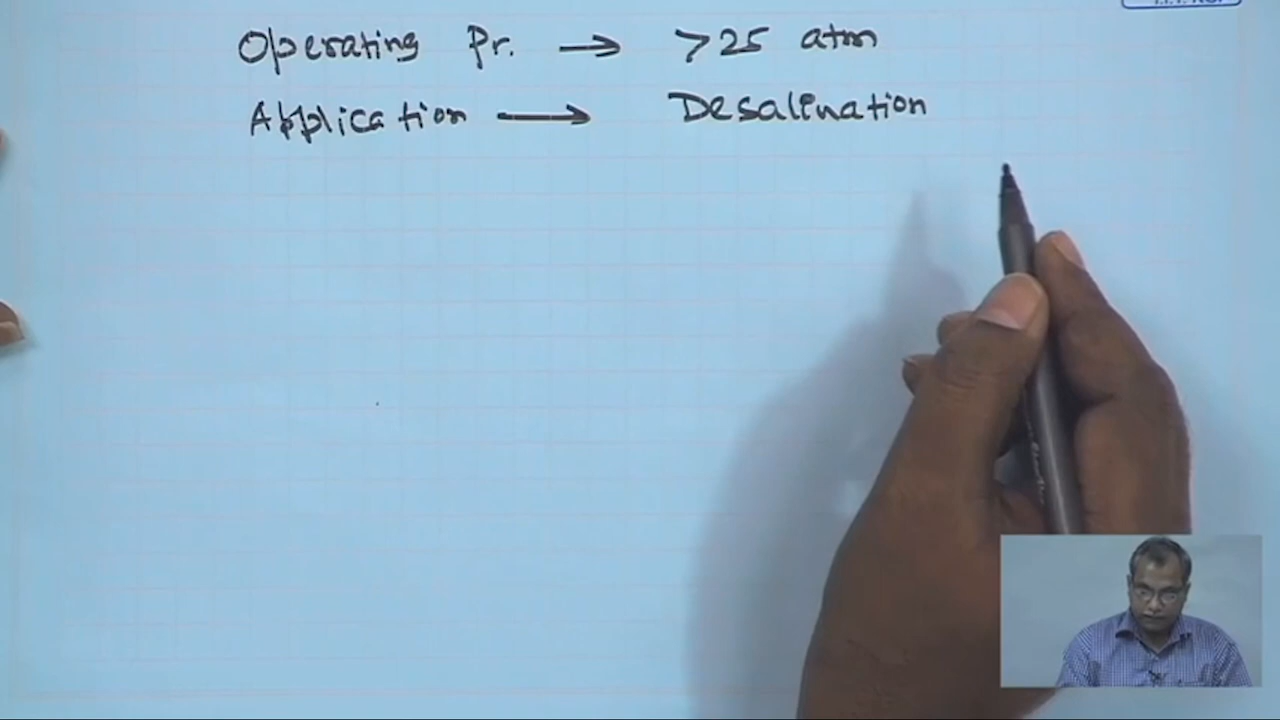 Operating Pr. → >25 atm
Application → Desalination